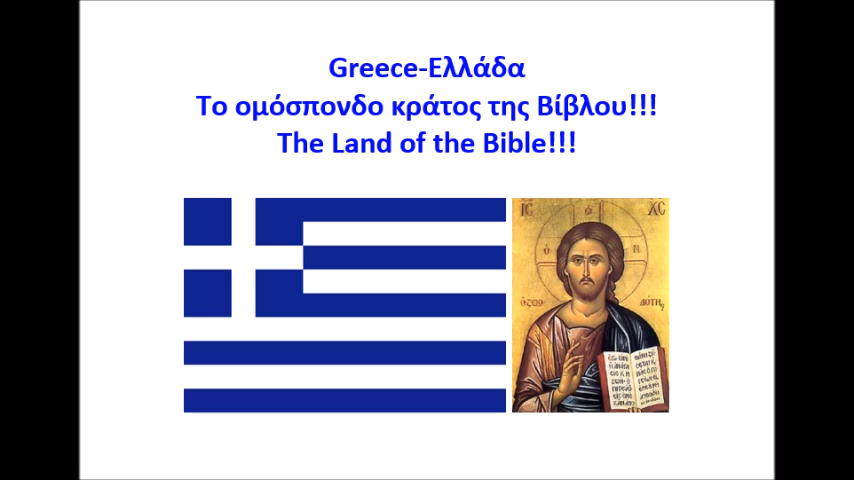 Greece-Ελλάδα
Το ομόσπονδο κράτος της Βίβλου!!!
The Land of the Bible!!!
IC XC
Ο
Ο Ν